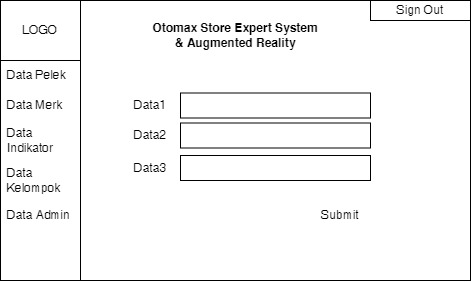 LOGO
Otomax Store Expert System
& Augmented Reality
Sign Out
Data Pelek
Data Merk
Data
Indikator
Data
Kelompok
Data Admin
Data1
Data2
Data3
Submit